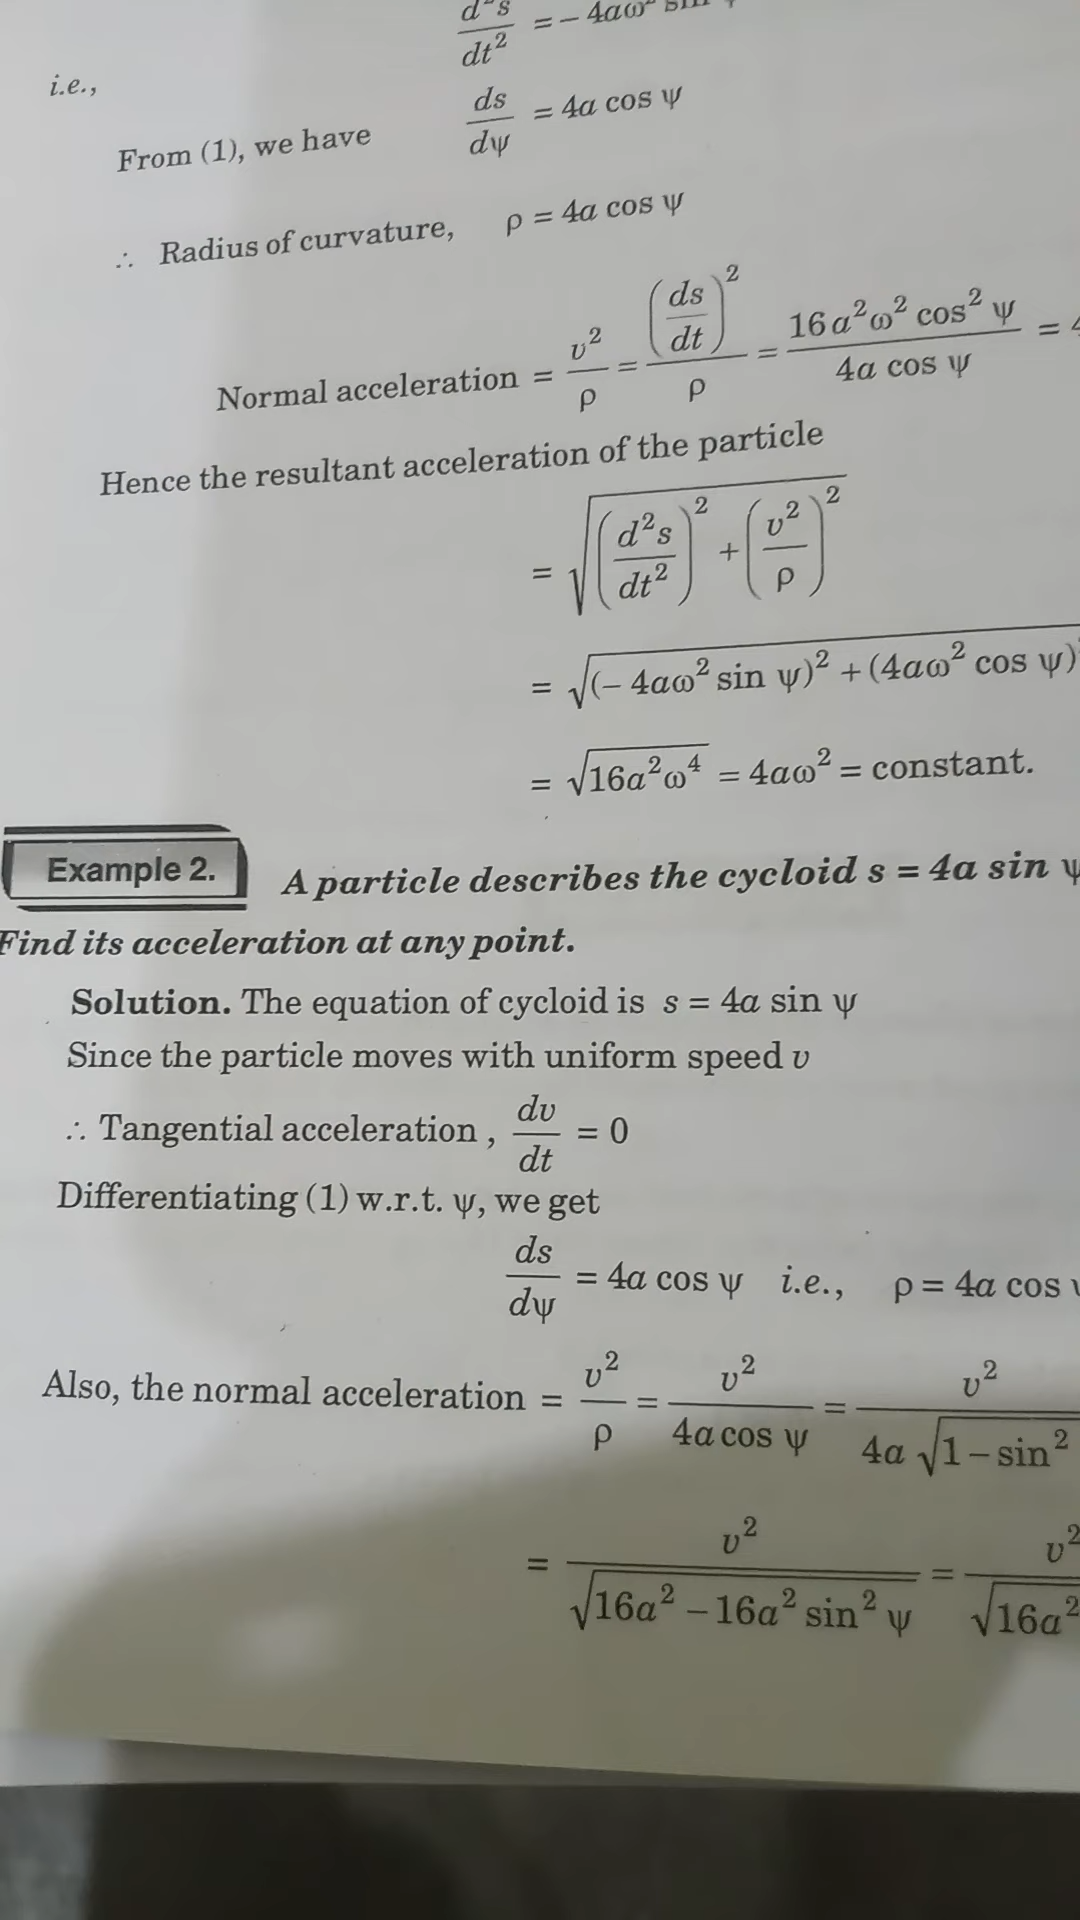 d²s/dt² = – 4aω²
i.e.,
From (1), we have ds/dψ = 4a cos ψ
∴ Radius of curvature, ρ = 4a cos ψ
Normal acceleration = v²/ρ = (ds/dt)²/ρ = 16a²ω² cos² ψ/4a cos ψ =
Hence the resultant acceleration of the particle
= √((d²s/dt²)² + (v²/ρ)²)
= √((– 4aω² sin ψ)² + (4aω² cos ψ)
= √(16a²ω⁴) = 4aω² = constant.
Example 2. A particle describes the cycloid s = 4a sin ψ
Find its acceleration at any point.
Solution. The equation of cycloid is s = 4a sin ψ
Since the particle moves with uniform speed v
∴ Tangential acceleration, dv/dt = 0
Differentiating (1) w.r.t. ψ, we get
ds/dψ = 4a cos ψ i.e., ρ = 4a cos
Also, the normal acceleration = v²/ρ = v²/4a cos ψ = v²/4a √(1 – sin²
= v²/√(16a² – 16a² sin² ψ) = v²/√(16a²